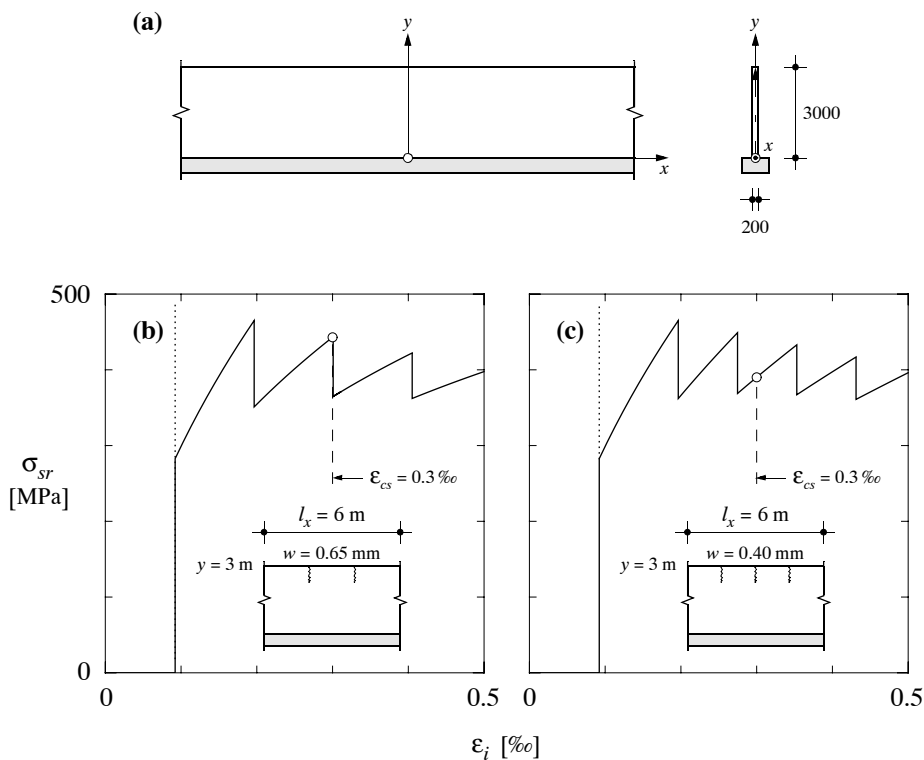 (a)
y
x
y
x
3000
200
500
(b)
(c)
σsr
[MPa]
εcs = 0.3 ‰
εcs = 0.3 ‰
lx = 6 m
lx = 6 m
w = 0.65 mm
w = 0.40 mm
y = 3 m
y = 3 m
0
0
0.5
0
0.5
εi [‰]